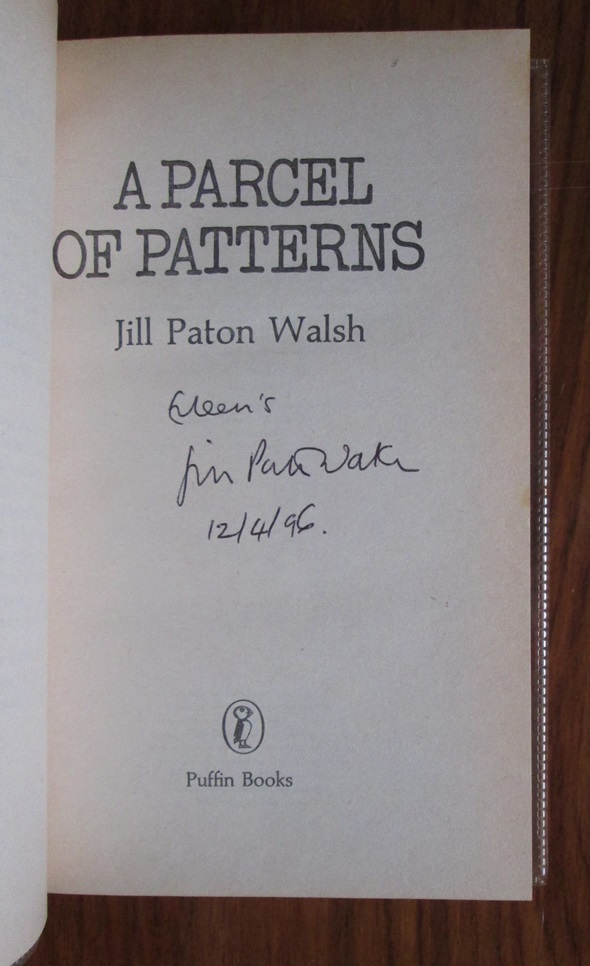 A PARCEL
OF PATTERNS
Jill Paton Walsh
Eileen's
Jill Paton Walsh
12/4/96.
Puffin Books